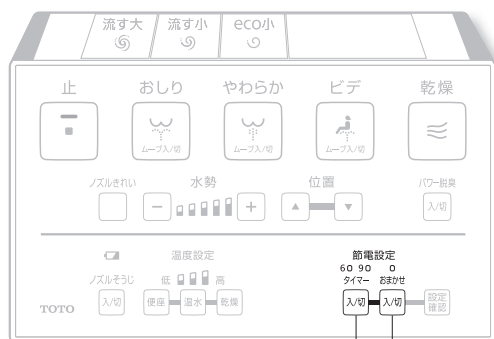 流す大 流す小 eco小
止 おしり やわらか ビデ 乾燥
ムーブ入/切 ムーブ入/切 ムーブ入/切
ノズルきれい 水勢 位置 パワー脱臭
入/切
温度設定 節電設定
60 90 0
ノズルそうじ 低 高 タイマー おまかせ
入/切 便座 温水 乾燥 入/切 入/切 設定確認
TOTO